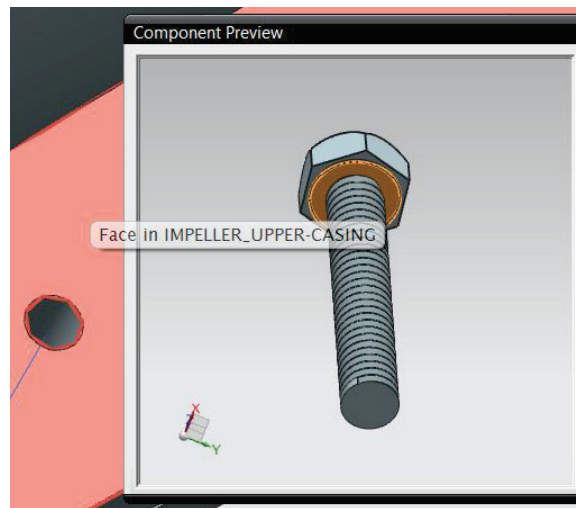 Component Preview
Face in IMPELLER_UPPER-CASING
X
Y